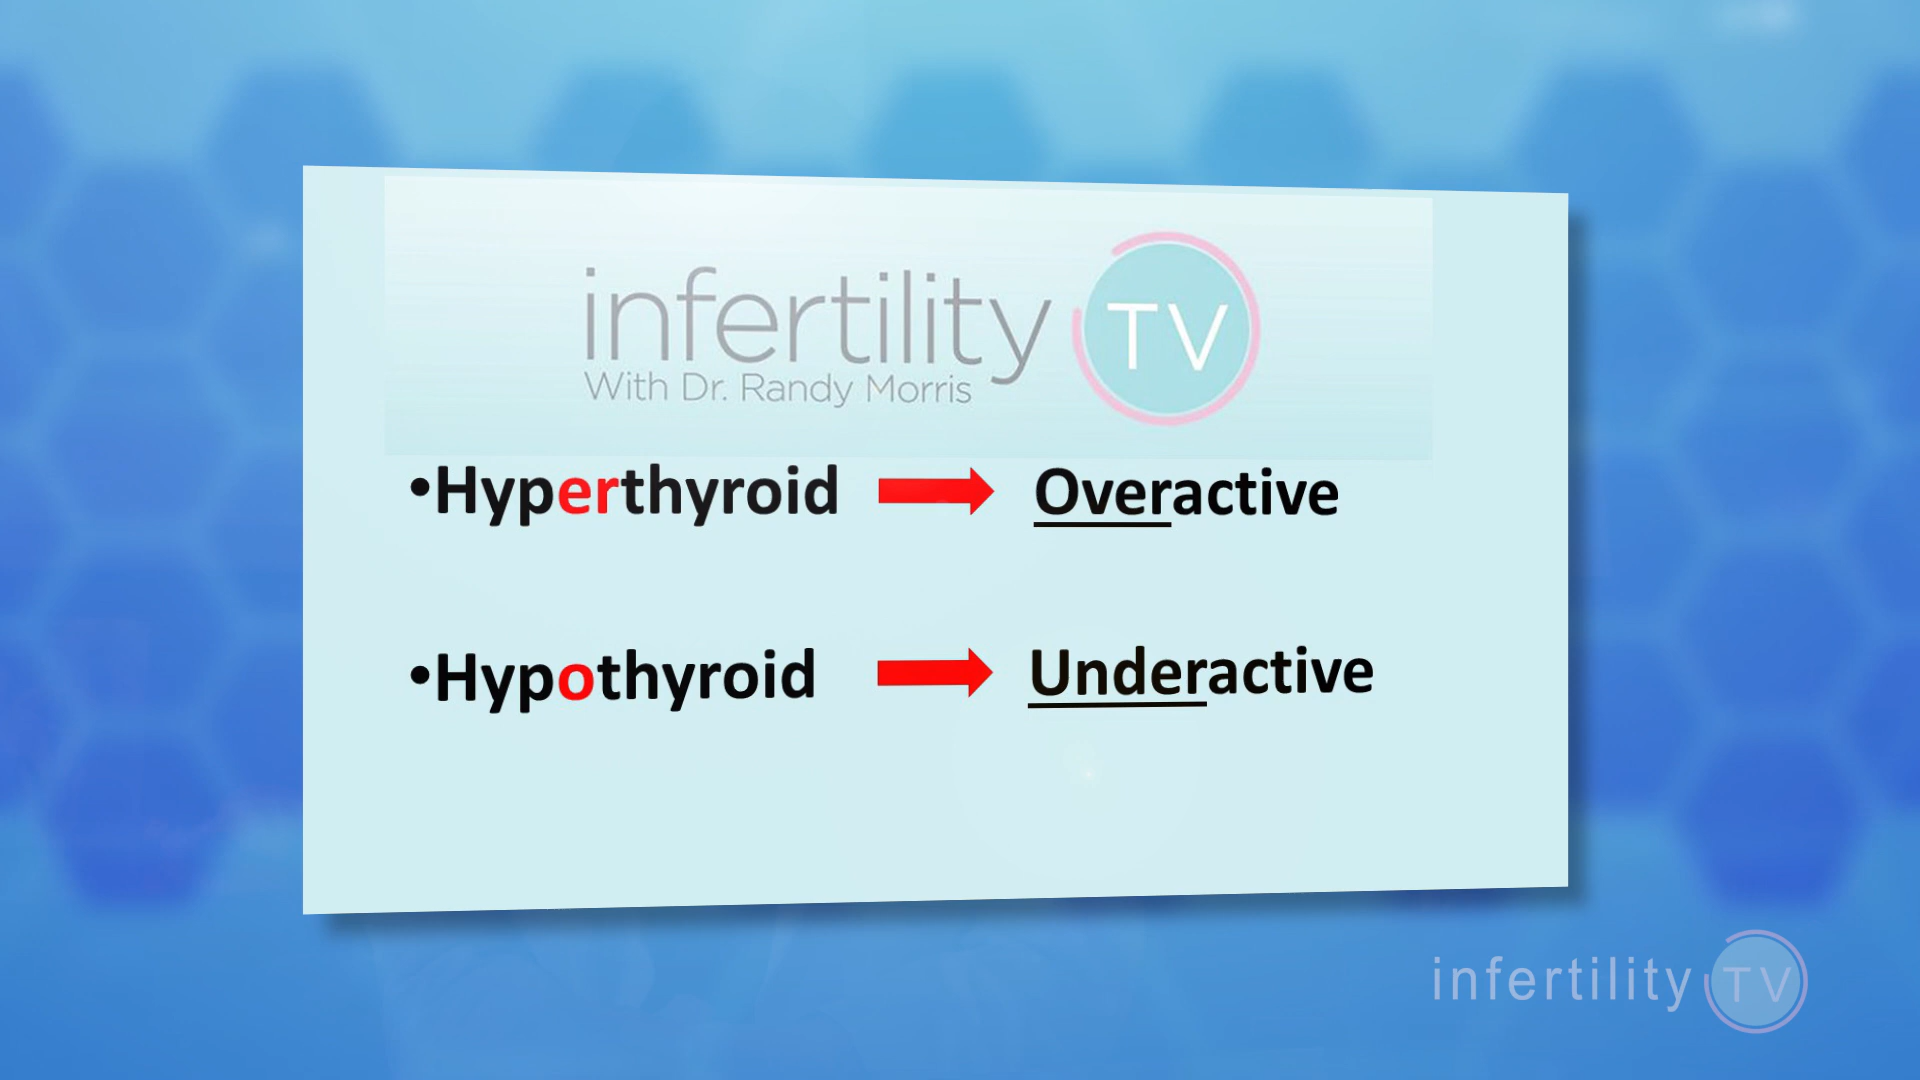 infertility TV
With Dr. Randy Morris
•Hyperthyroid Overactive
•Hypothyroid Underactive
infertility TV